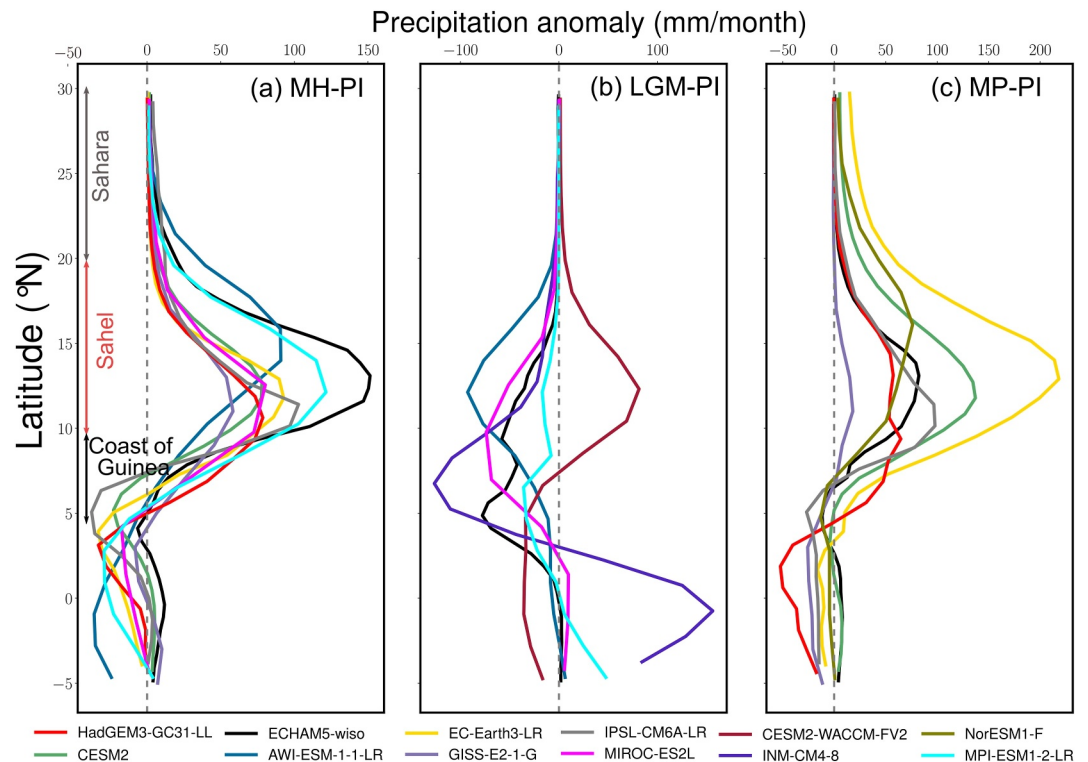 Precipitation anomaly (mm/month)
−50 0 50 100 150
−100 0 100
−50 0 50 100 150 200
(a) MH-PI
(b) LGM-PI
(c) MP-PI
Latitude (°N)
30
25
20
15
10
5
0
−5
Sahara
Sahel
Coast of
Guinea
HadGEM3-GC31-LL ECHAM5-wiso EC-Earth3-LR IPSL-CM6A-LR CESM2-WACCM-FV2 NorESM1-F
CESM2 AWI-ESM-1-1-LR GISS-E2-1-G MIROC-ES2L INM-CM4-8 MPI-ESM1-2-LR